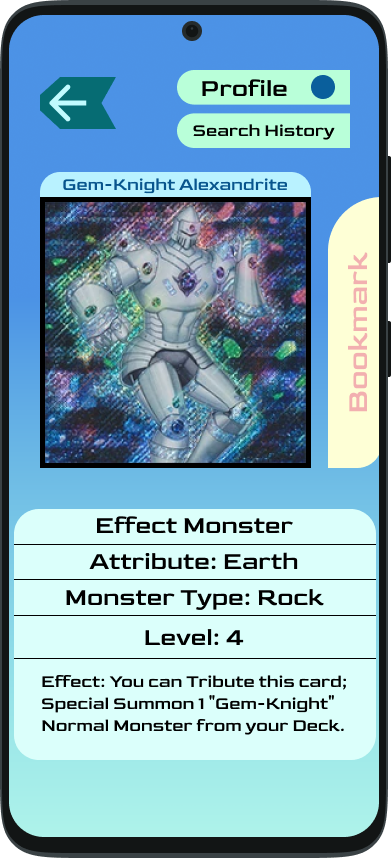 Profile
Search History
Gem-Knight Alexandrite
Bookmark
Effect Monster
Attribute: Earth
Monster Type: Rock
Level: 4
Effect: You can Tribute this card;
Special Summon 1 "Gem-Knight"
Normal Monster from your Deck.